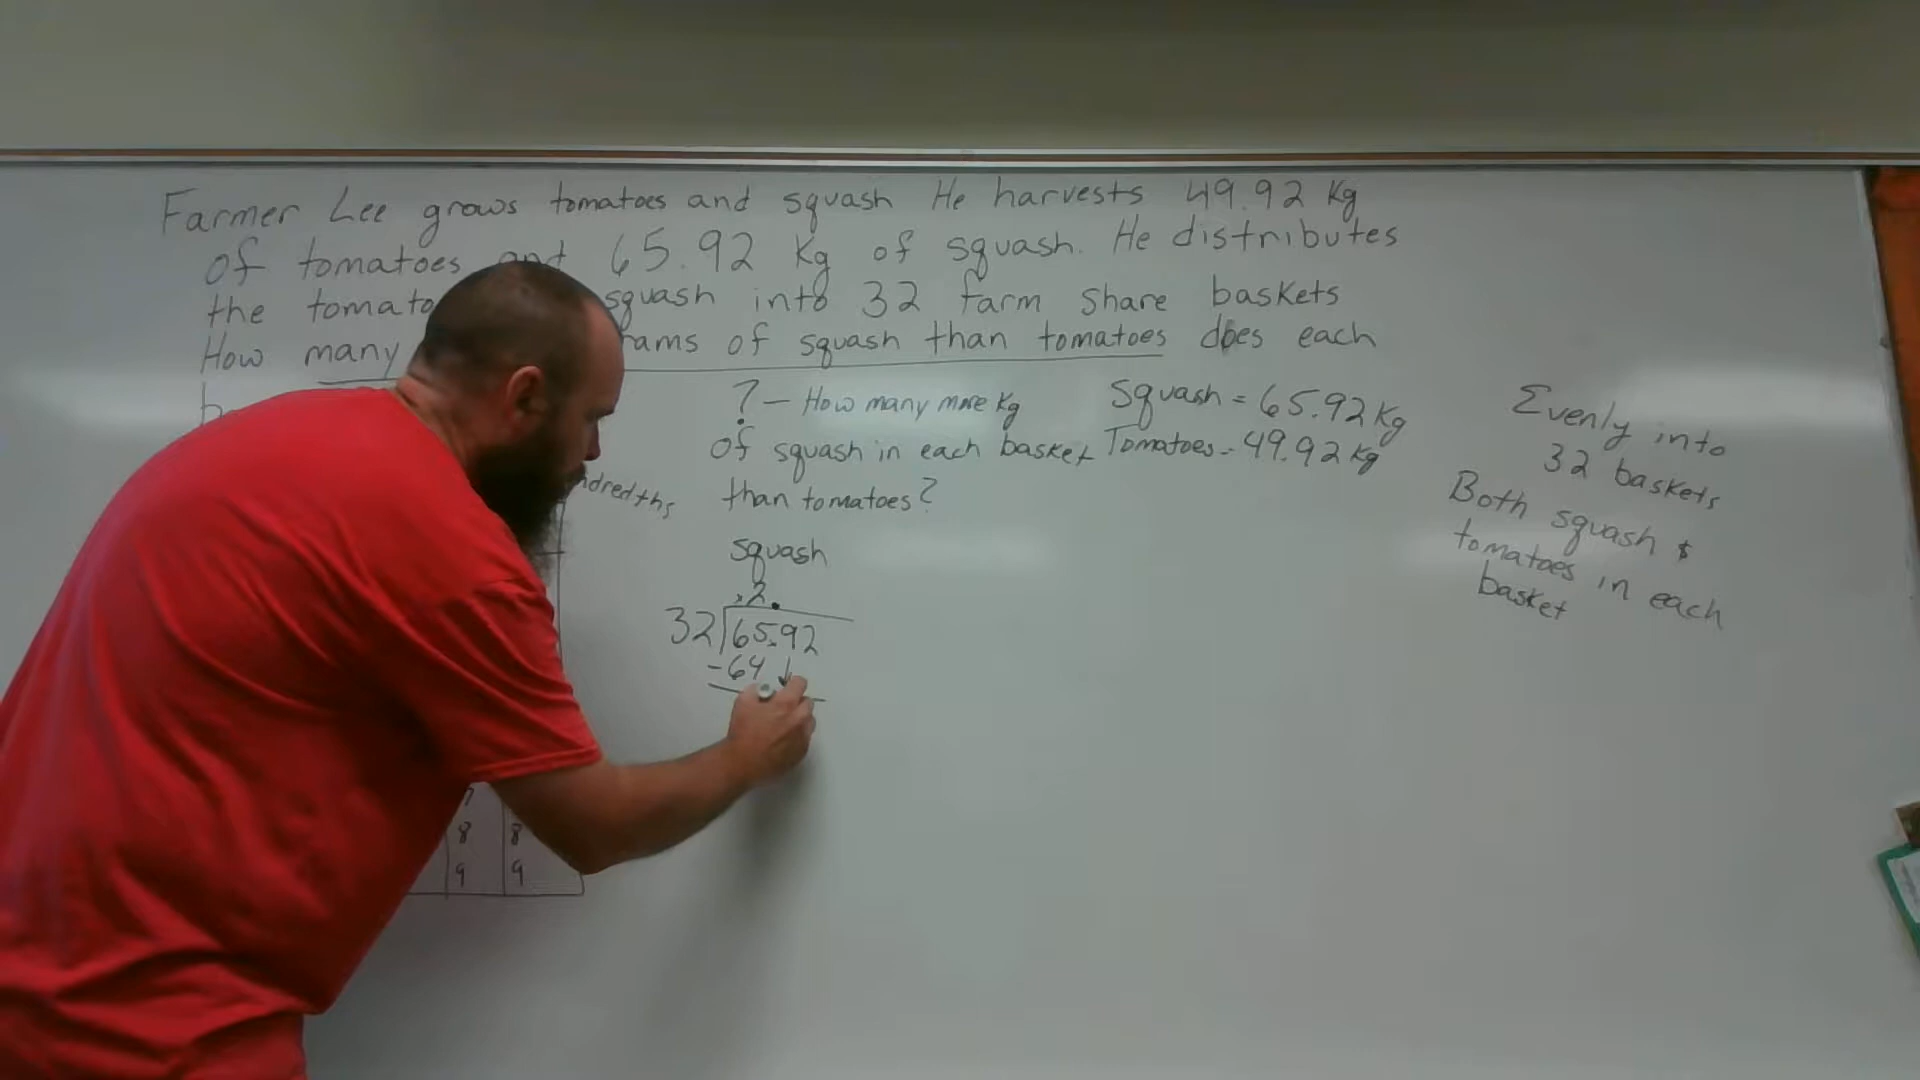 Farmer Lee grows tomatoes and squash He harvests 49.92 Kg
of tomatoes and 65.92 Kg of squash. He distributes
the squash into 32 farm share baskets
How many of squash than tomatoes does each
? - How many more Kg
of squash in each basket
than tomatoes?
Squash = 65.92 Kg
Tomatoes = 49.92 Kg
Evenly into
32 baskets
Both squash &
tomatoes in each
basket
squash
2.
32 65.92
-64
7
8 8
9 9